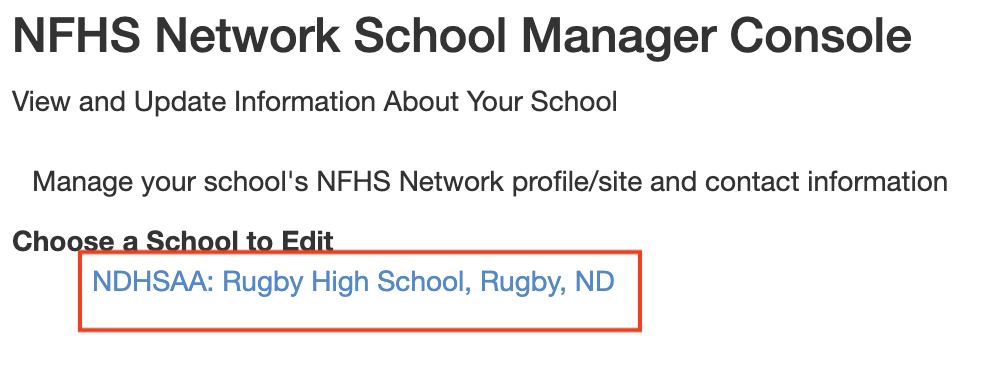 NFHS Network School Manager Console
View and Update Information About Your School
Manage your school's NFHS Network profile/site and contact information
Choose a School to Edit
NDHSAA: Rugby High School, Rugby, ND